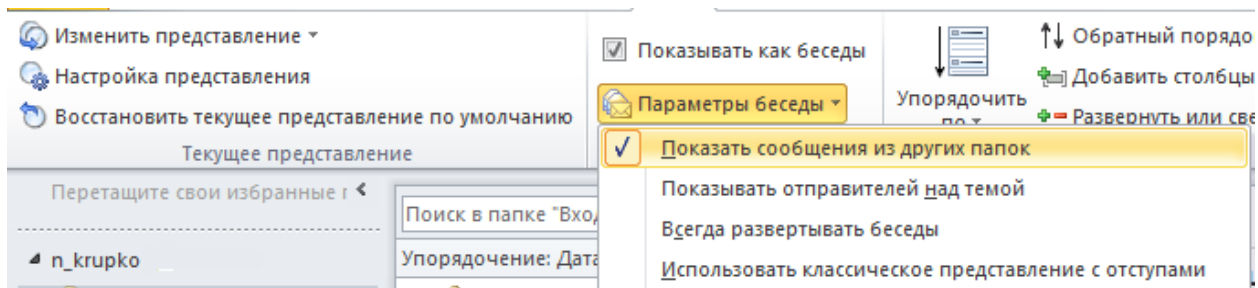 Изменить представление
Настройка представления
Восстановить текущее представление по умолчанию
Текущее представление
Показывать как беседы
Параметры беседы
Показать сообщения из других папок
Показывать отправителей над темой
Всегда развертывать беседы
Использовать классическое представление с отступами
Упорядочить
по
Обратный порядо
Добавить столбцы
Развернуть или све
Перетащите свои избранные г
Поиск в папке "Вход
n_krupko
Упорядочение: Дата